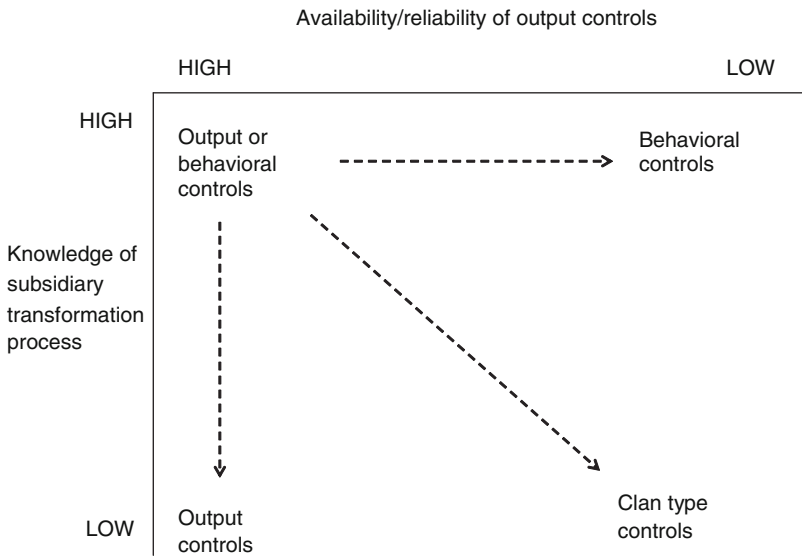 Availability/reliability of output controls
HIGH
LOW
HIGH
Output or
behavioral
controls
Behavioral
controls
Knowledge of
subsidiary
transformation
process
LOW
Output
controls
Clan type
controls